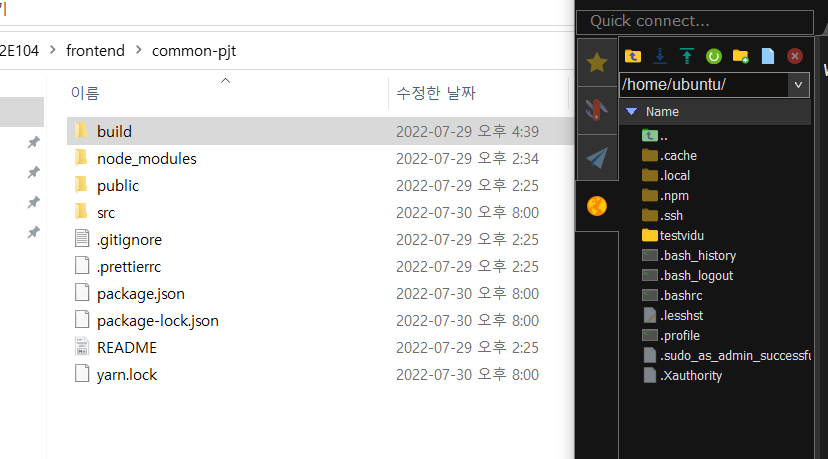 2E104 > frontend > common-pjt
이름
수정한 날짜
build 2022-07-29 오후 4:39
node_modules 2022-07-29 오후 2:34
public 2022-07-29 오후 2:25
src 2022-07-30 오후 8:00
.gitignore 2022-07-29 오후 2:25
.prettierrc 2022-07-29 오후 2:25
package.json 2022-07-30 오후 8:00
package-lock.json 2022-07-30 오후 8:00
README 2022-07-29 오후 2:25
yarn.lock 2022-07-30 오후 8:00
Quick connect...
/home/ubuntu/
Name
..
.cache
.local
.npm
.ssh
testvidu
.bash_history
.bash_logout
.bashrc
.lesshst
.profile
.sudo_as_admin_successfu
.Xauthority